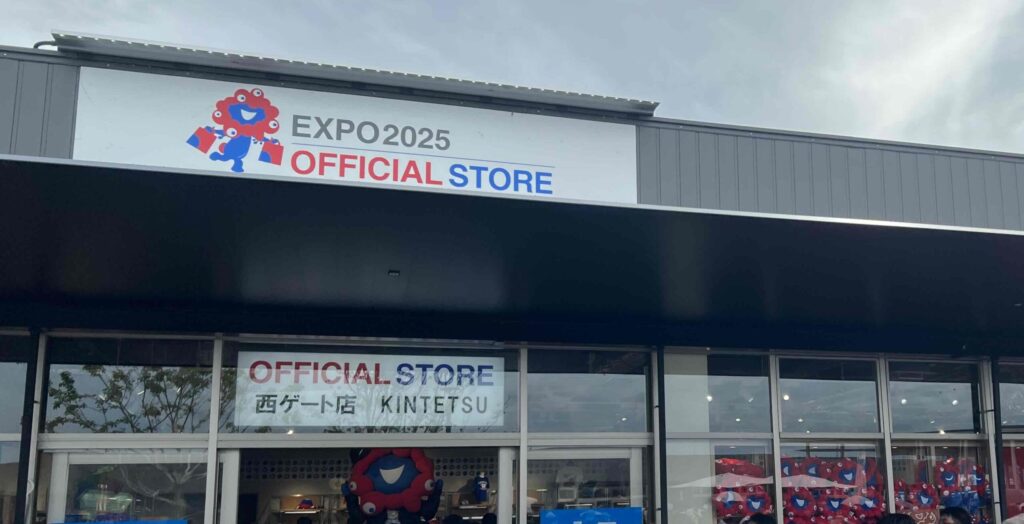 EXPO2025
OFFICIAL STORE
OFFICIAL STORE
西ゲート店 KINTETSU